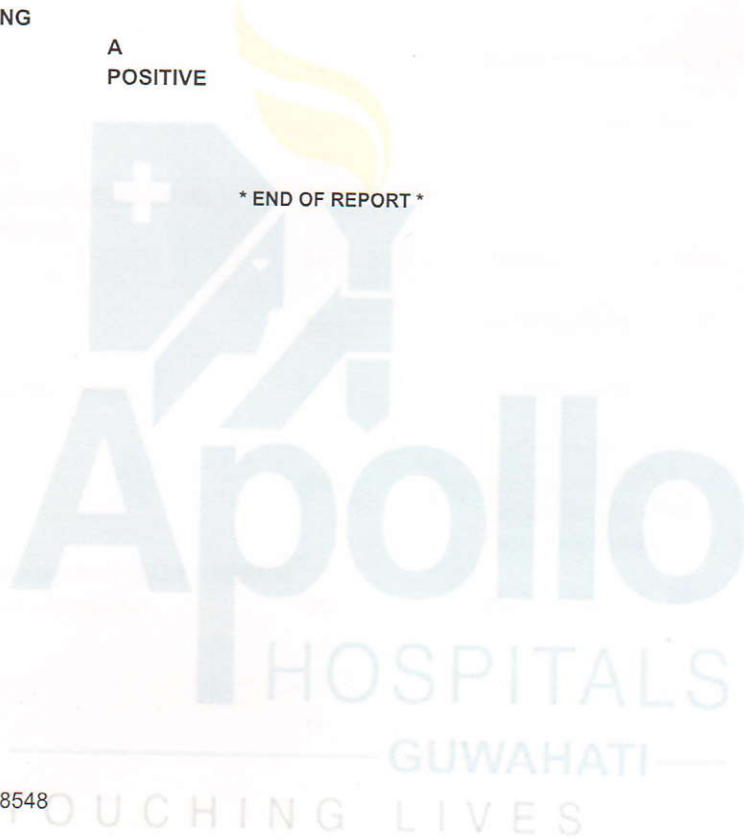 NG
A
POSITIVE
* END OF REPORT *
Apollo
HOSPITALS
GUWAHATI
8548
TOUCHING LIVES